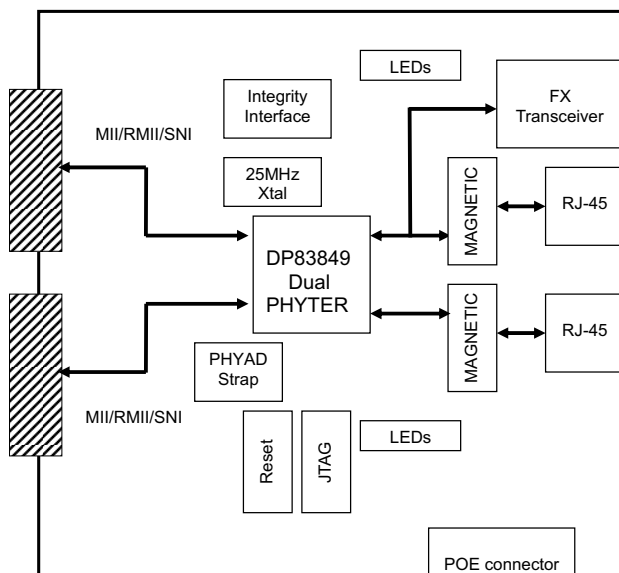 LEDs
FX
Transceiver
Integrity
Interface
MII/RMII/SNI
25MHz
Xtal
MAGNETIC
RJ-45
DP83849
Dual
PHYTER
MAGNETIC
RJ-45
PHYAD
Strap
MII/RMII/SNI
Reset
JTAG
LEDs
POE connector